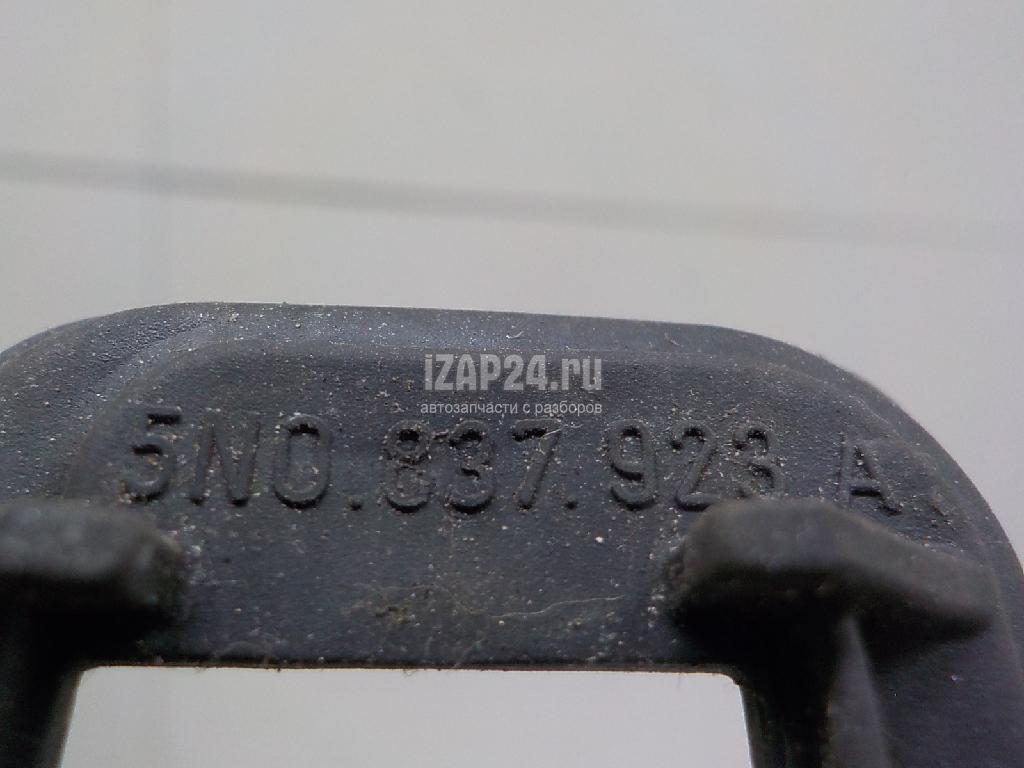 iZAP24.ru
автозапчасти с разборов
5N0.837.923 A